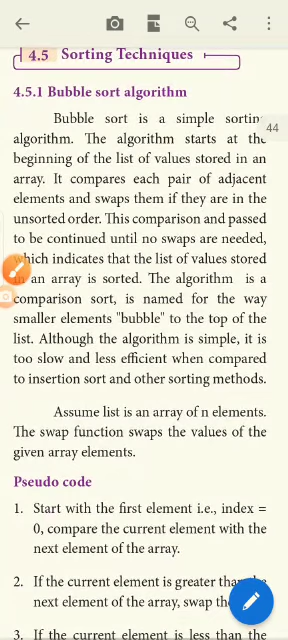 4.5 Sorting Techniques
4.5.1 Bubble sort algorithm
Bubble sort is a simple sorting
44
algorithm. The algorithm starts at the
beginning of the list of values stored in an
array. It compares each pair of adjacent
elements and swaps them if they are in the
unsorted order. This comparison and passed
to be continued until no swaps are needed,
which indicates that the list of values stored
in an array is sorted. The algorithm is a
comparison sort, is named for the way
smaller elements "bubble" to the top of the
list. Although the algorithm is simple, it is
too slow and less efficient when compared
to insertion sort and other sorting methods.
Assume list is an array of n elements.
The swap function swaps the values of the
given array elements.
Pseudo code
1. Start with the first element i.e., index =
0, compare the current element with the
next element of the array.
2. If the current element is greater than the
next element of the array, swap
3. If the current element is less than the